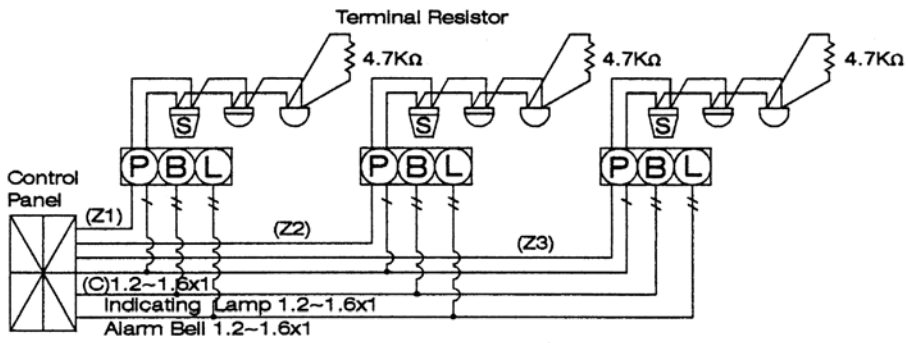 Terminal Resistor
4.7KΩ 4.7KΩ 4.7KΩ
S S S
P B L P B L P B L
Control
Panel
(Z1)
(Z2)
(Z3)
(C)1.2~1.6x1
Indicating Lamp 1.2~1.6x1
Alarm Bell 1.2~1.6x1